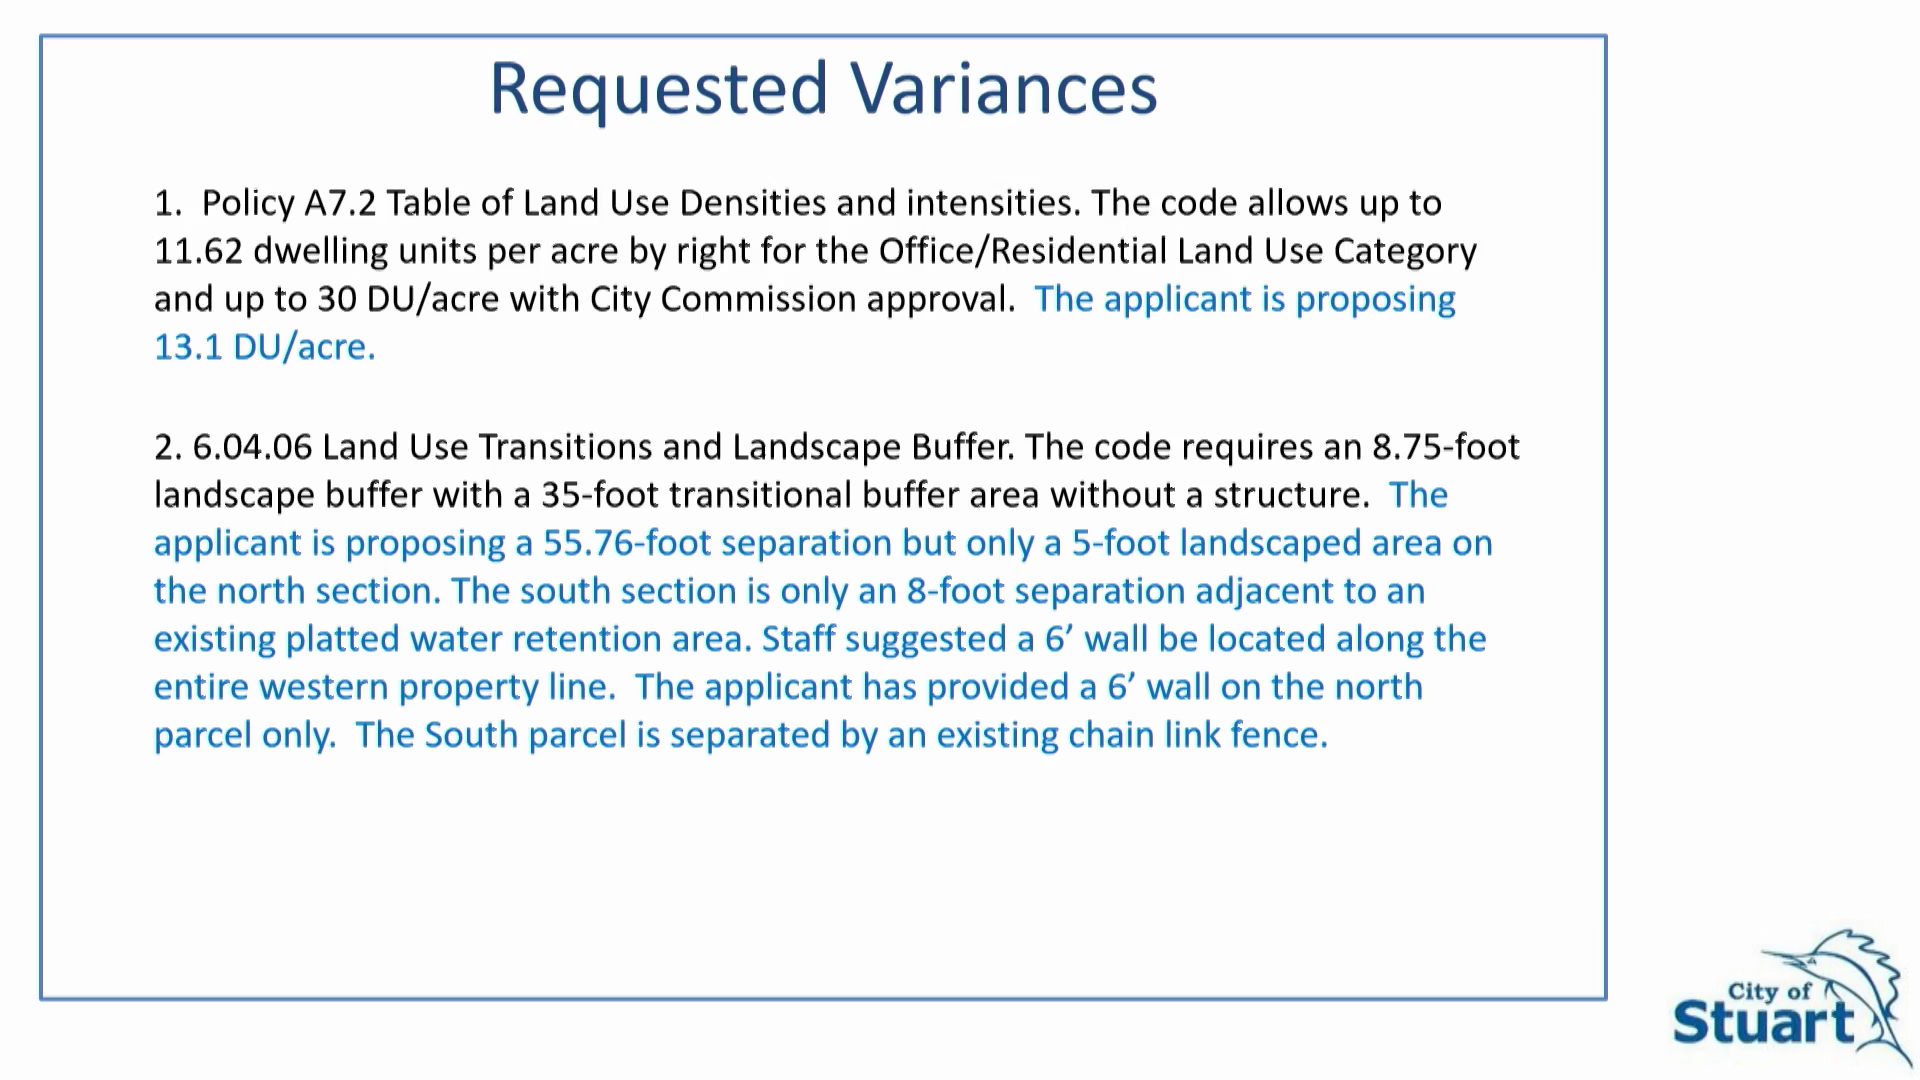 Requested Variances
1.  Policy A7.2 Table of Land Use Densities and intensities. The code allows up to
11.62 dwelling units per acre by right for the Office/Residential Land Use Category
and up to 30 DU/acre with City Commission approval.  The applicant is proposing
13.1 DU/acre.
2. 6.04.06 Land Use Transitions and Landscape Buffer. The code requires an 8.75-foot
landscape buffer with a 35-foot transitional buffer area without a structure.  The
applicant is proposing a 55.76-foot separation but only a 5-foot landscaped area on
the north section. The south section is only an 8-foot separation adjacent to an
existing platted water retention area. Staff suggested a 6’ wall be located along the
entire western property line.  The applicant has provided a 6’ wall on the north
parcel only.  The South parcel is separated by an existing chain link fence.
City of
Stuart